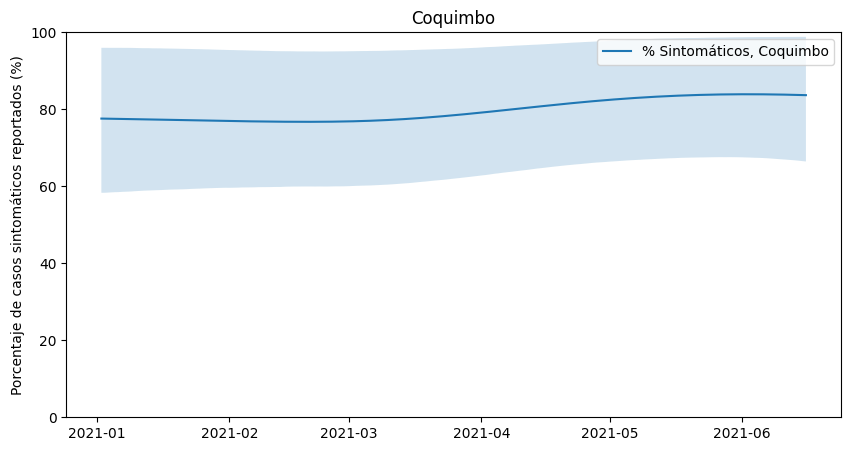 Coquimbo
% Sintomáticos, Coquimbo
Porcentaje de casos sintomáticos reportados (%)
100
80
60
40
20
0
2021-01 2021-02 2021-03 2021-04 2021-05 2021-06